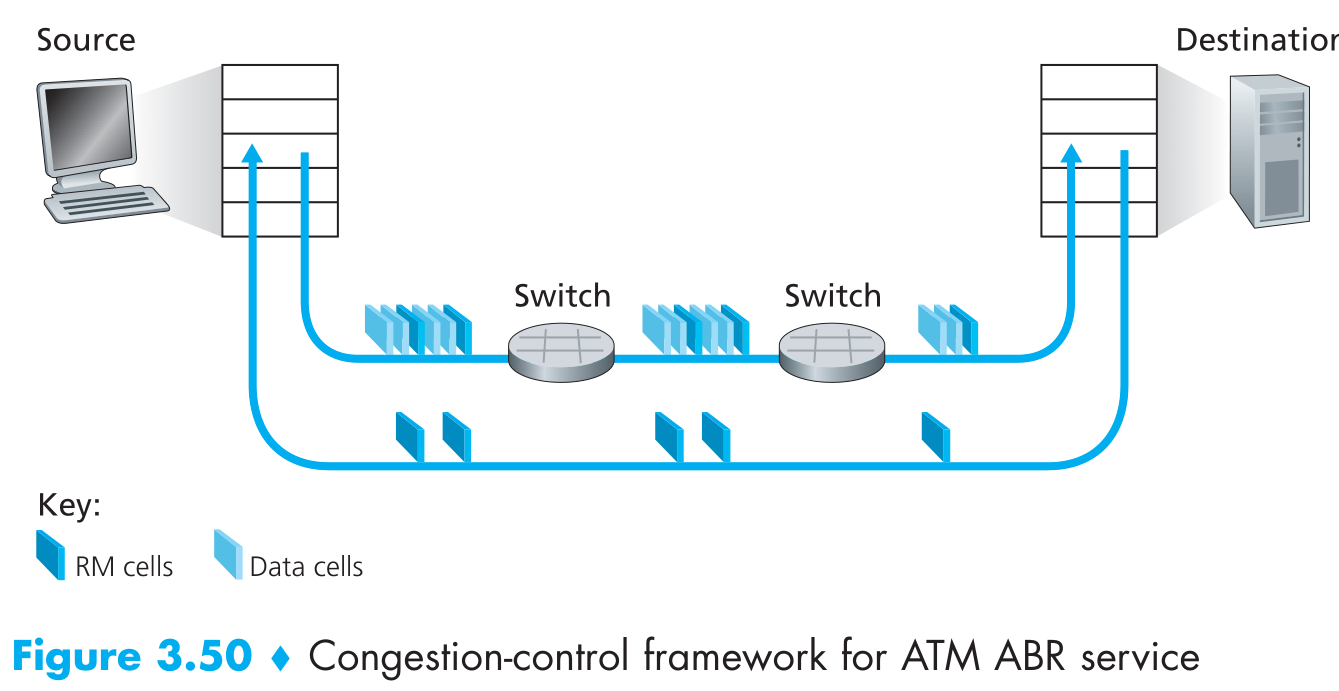 Source
Destination
Switch
Switch
Key:
RM cells
Data cells
Figure 3.50 ♦ Congestion-control framework for ATM ABR service